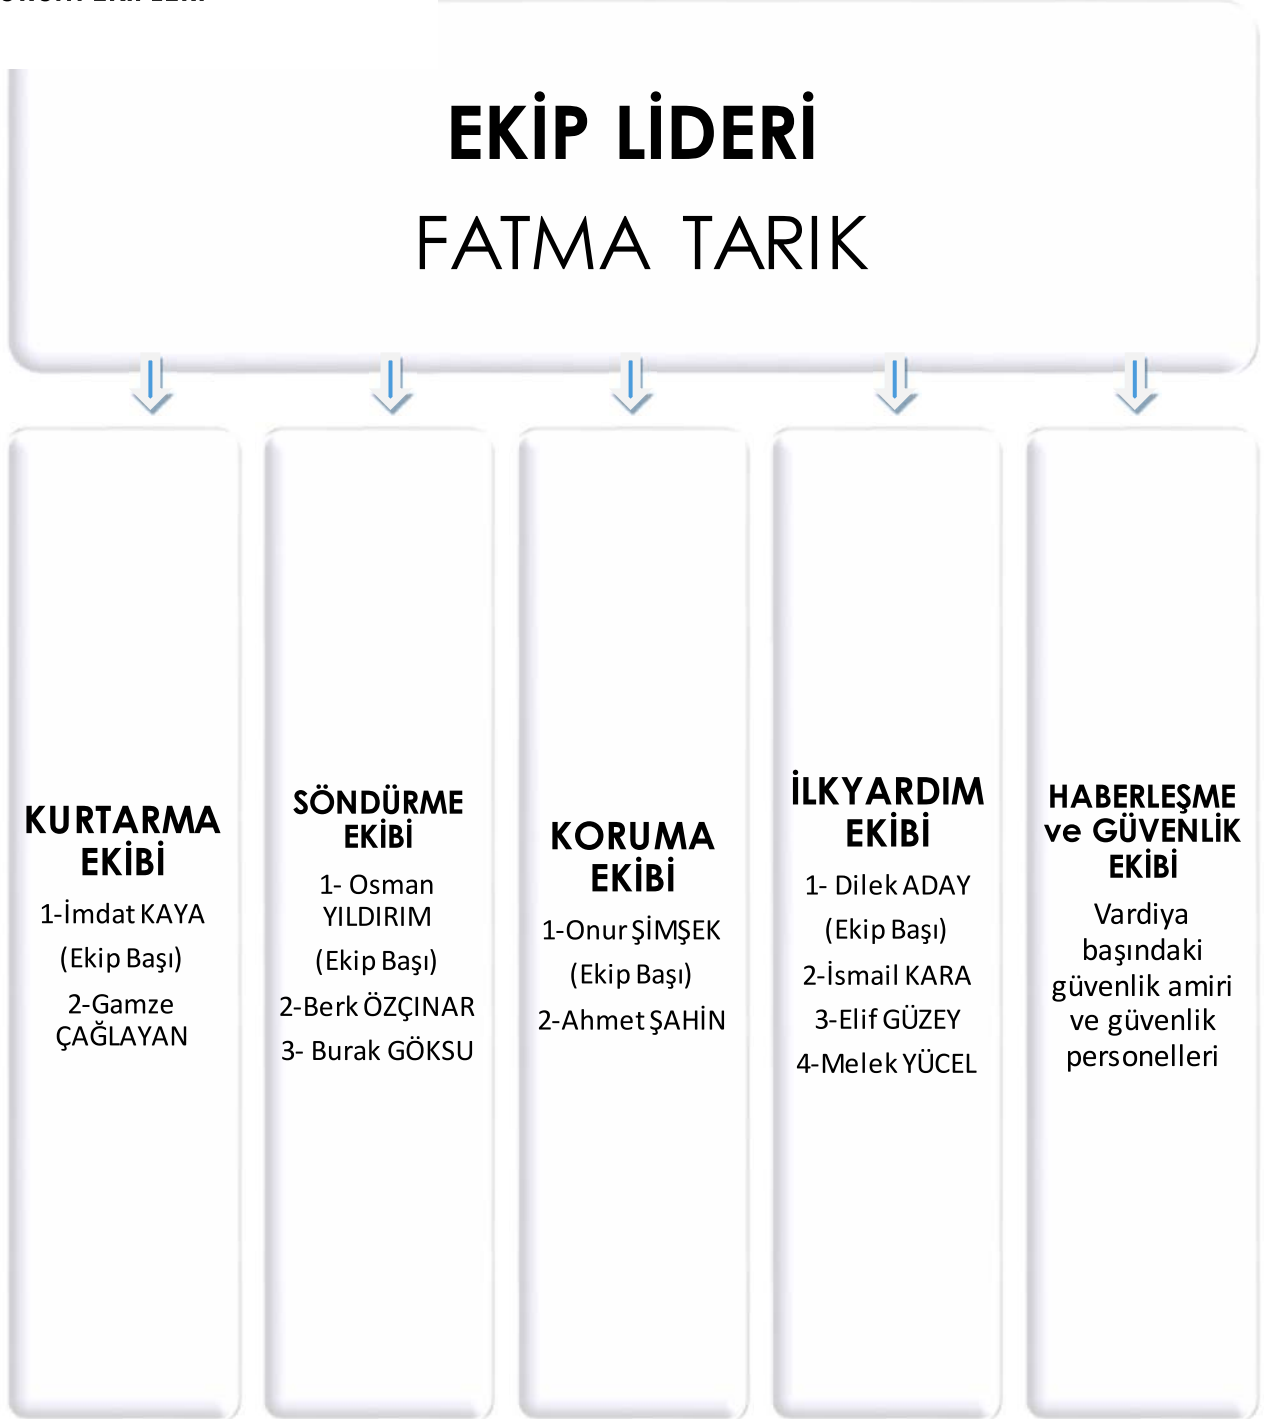 EKİP LİDERİ
FATMA TARIK
KURTARMA
EKİBİ
1-İmdat KAYA
(Ekip Başı)
2-Gamze
ÇAĞLAYAN
SÖNDÜRME
EKİBİ
1- Osman
YILDIRIM
(Ekip Başı)
2-Berk ÖZÇINAR
3- Burak GÖKSU
KORUMA
EKİBİ
1-Onur ŞİMŞEK
(Ekip Başı)
2-Ahmet ŞAHİN
İLKYARDIM
EKİBİ
1- Dilek ADAY
(Ekip Başı)
2-İsmail KARA
3-Elif GÜZEY
4-Melek YÜCEL
HABERLEŞME
ve GÜVENLİK
EKİBİ
Vardiya
başındaki
güvenlik amiri
ve güvenlik
personelleri